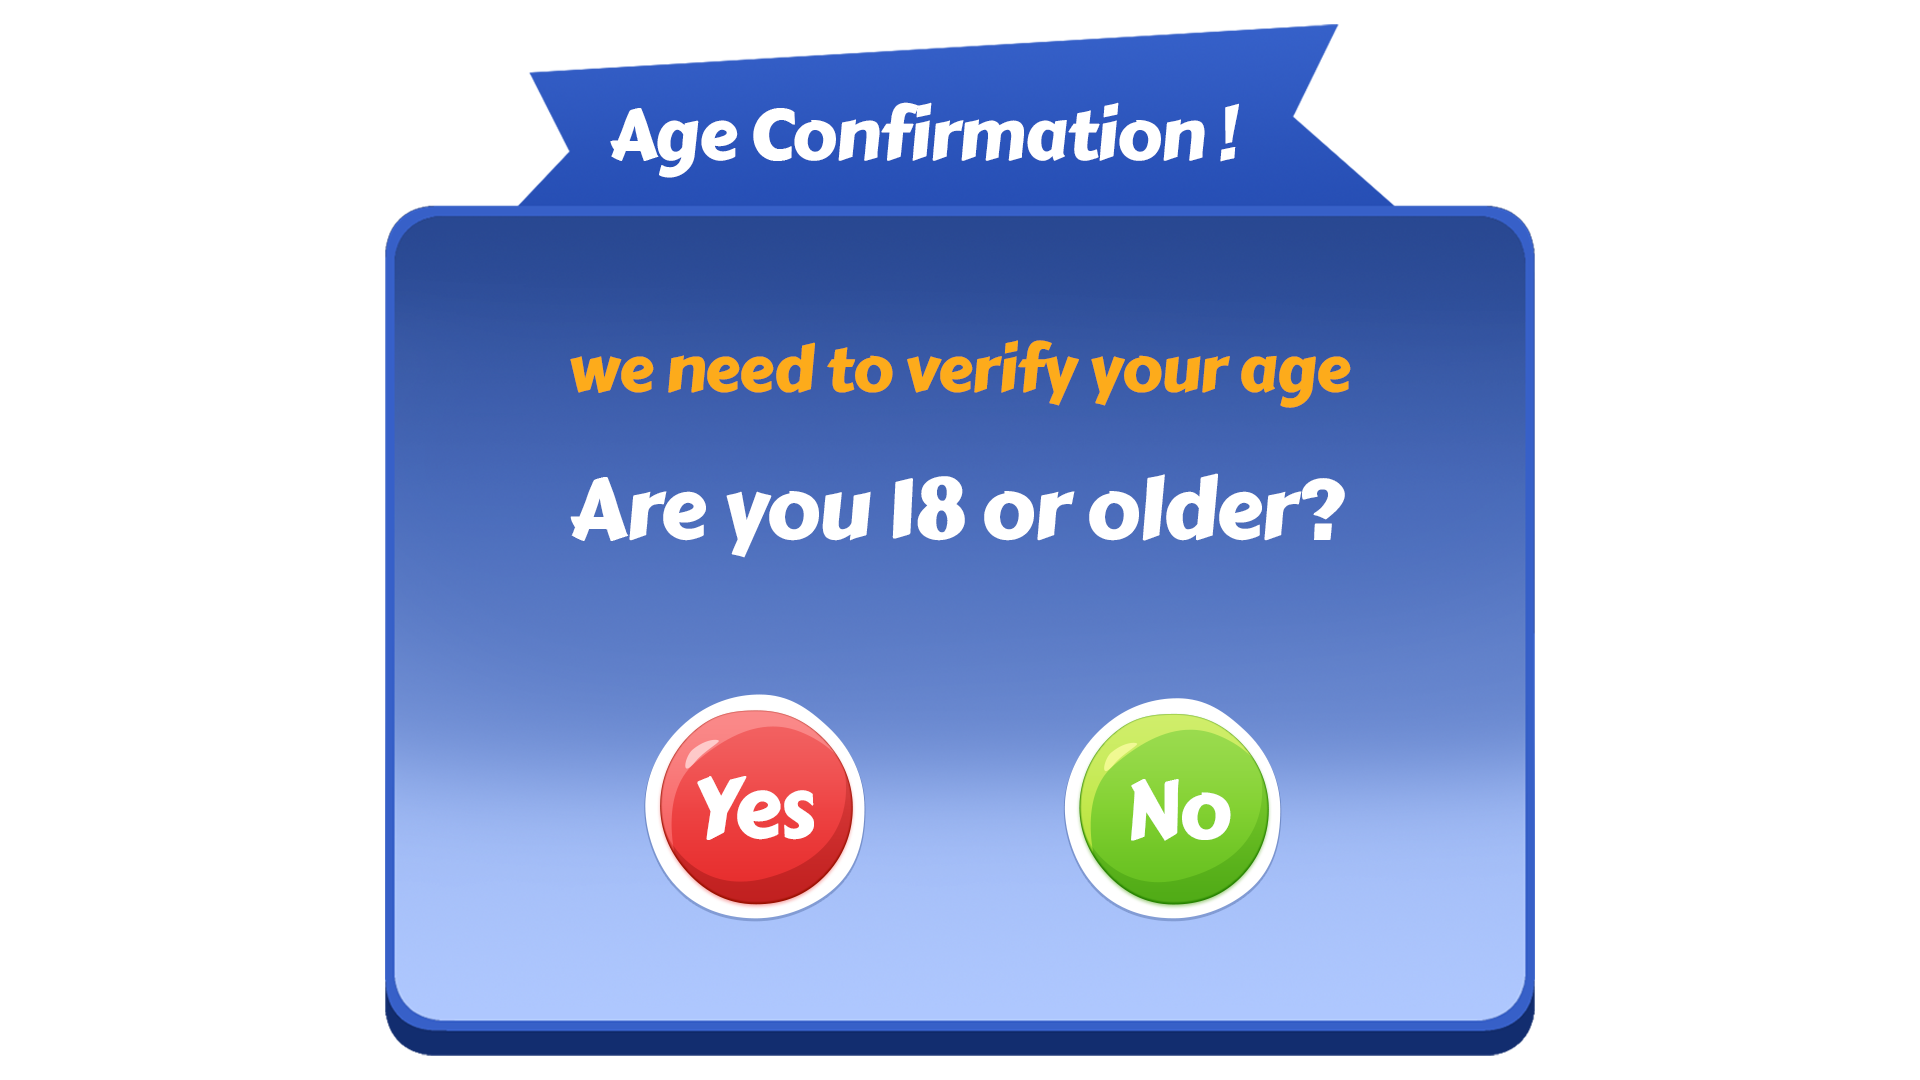 Age Confirmation !
we need to verify your age
Are you 18 or older?
Yes
No